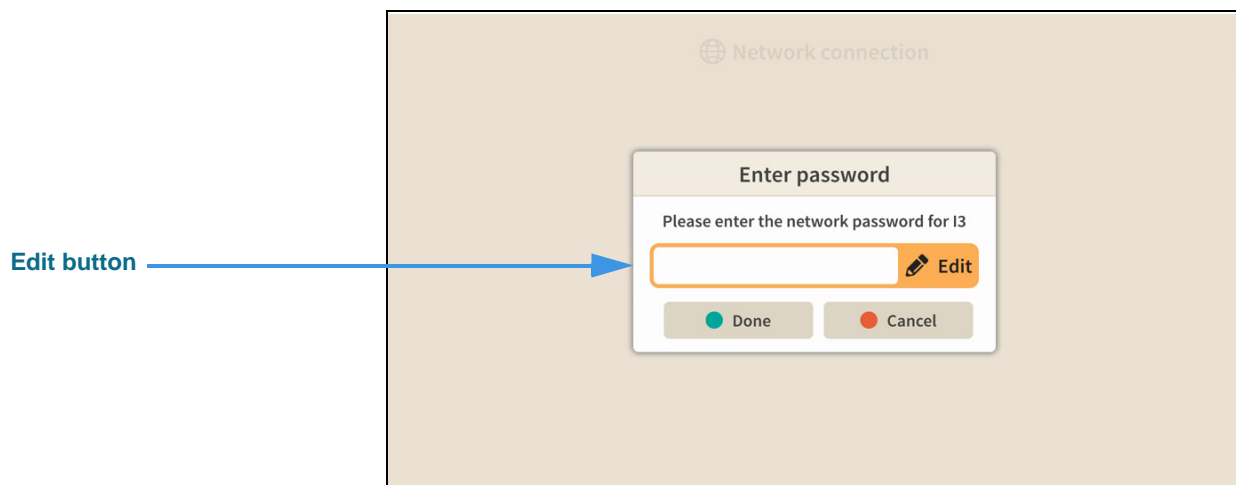 Network connection
Enter password
Please enter the network password for I3
Edit button
Edit
Done
Cancel